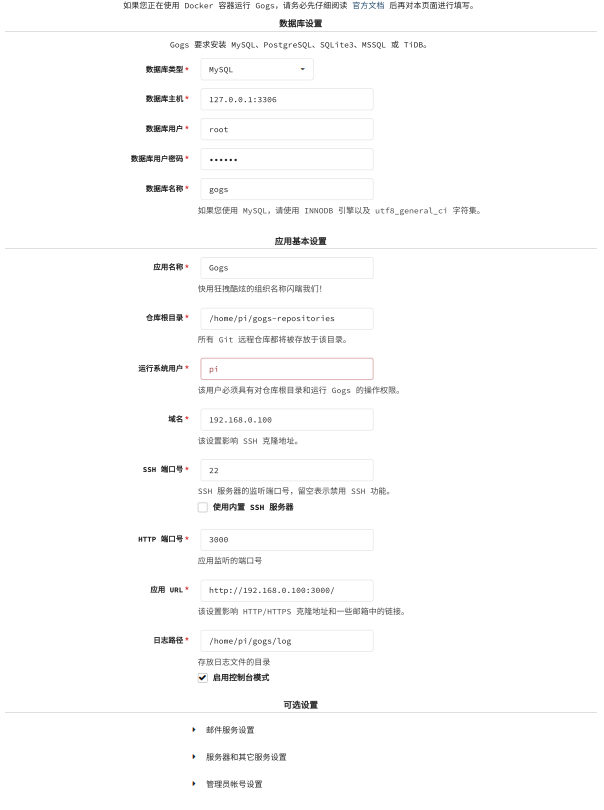 如果您正在使用 Docker 容器运行 Gogs，请务必先仔细阅读 官方文档 后再对本页面进行填写。
数据库设置
Gogs 要求安装 MySQL、PostgreSQL、SQLite3、MSSQL 或 TiDB。
数据库类型* MySQL
数据库主机* 127.0.0.1:3306
数据库用户* root
数据库用户密码* ••••••
数据库名称* gogs
如果您使用 MySQL，请使用 INNODB 引擎以及 utf8_general_ci 字符集。
应用基本设置
应用名称* Gogs
快用狂拽酷炫的组织名称闪瞎我们！
仓库根目录* /home/pi/gogs-repositories
所有 Git 远程仓库都将被存放于该目录。
运行系统用户* pi
该用户必须具有对仓库根目录和运行 Gogs 的操作权限。
域名* 192.168.0.100
该设置影响 SSH 克隆地址。
SSH 端口号* 22
SSH 服务器的监听端口号，留空表示禁用 SSH 功能。
使用内置 SSH 服务器
HTTP 端口号* 3000
应用监听的端口号
应用 URL* http://192.168.0.100:3000/
该设置影响 HTTP/HTTPS 克隆地址和一些邮箱中的链接。
日志路径* /home/pi/gogs/log
存放日志文件的目录
启用控制台模式
可选设置
邮件服务设置
服务器和其它服务设置
管理员帐号设置